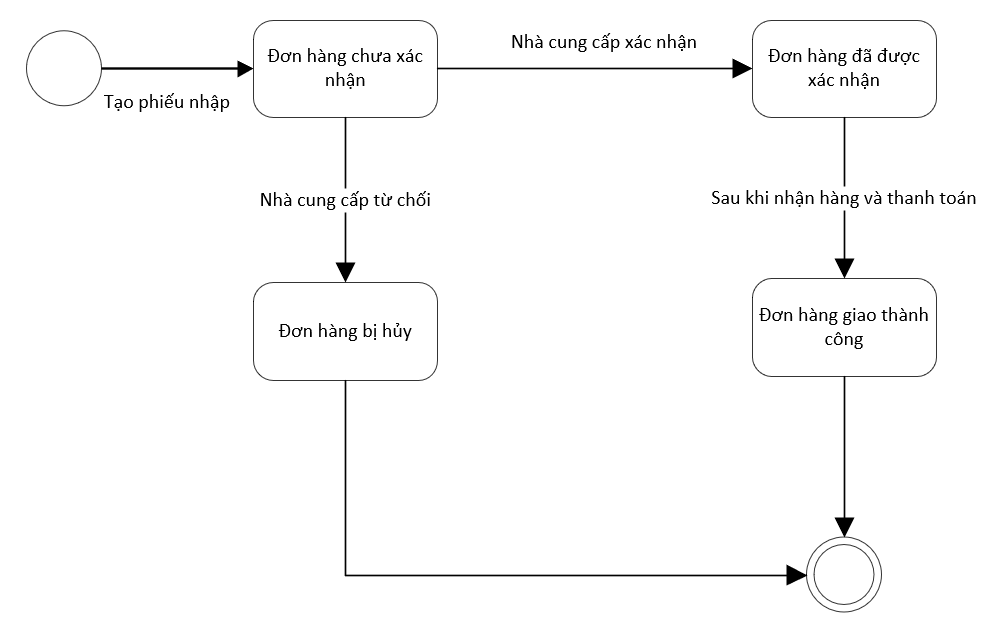 Đơn hàng chưa xác
nhận
Nhà cung cấp xác nhận
Đơn hàng đã được
xác nhận
Tạo phiếu nhập
Nhà cung cấp từ chối
Sau khi nhận hàng và thanh toán
Đơn hàng bị hủy
Đơn hàng giao thành
công